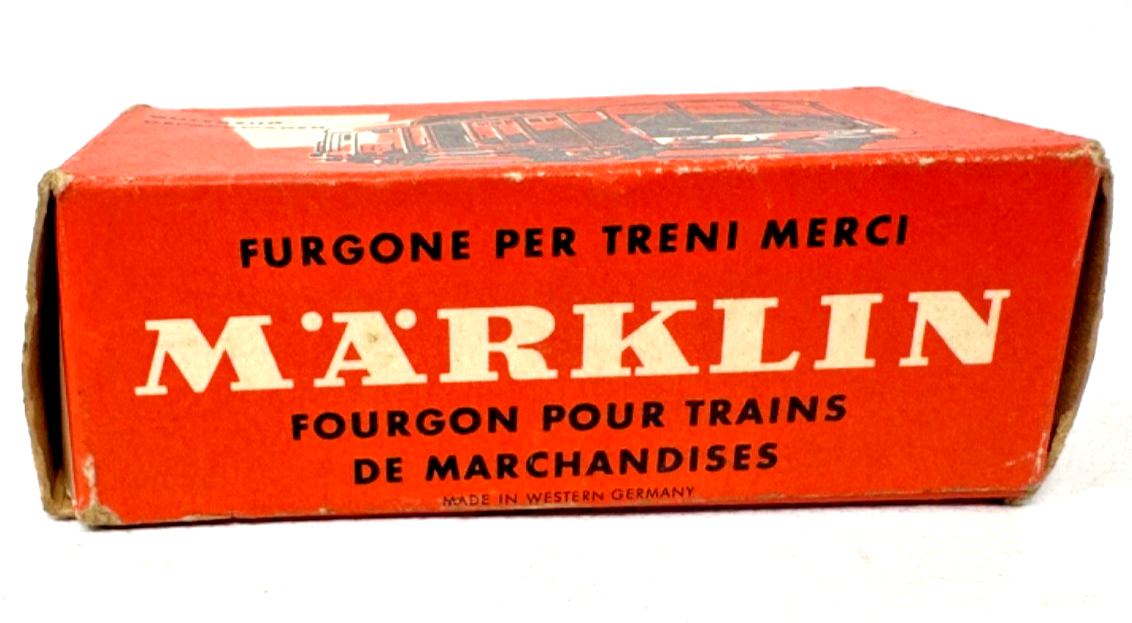 FURGONE PER TRENI MERCI
MÄRKLIN
FOURGON POUR TRAINS
DE MARCHANDISES
MADE IN WESTERN GERMANY